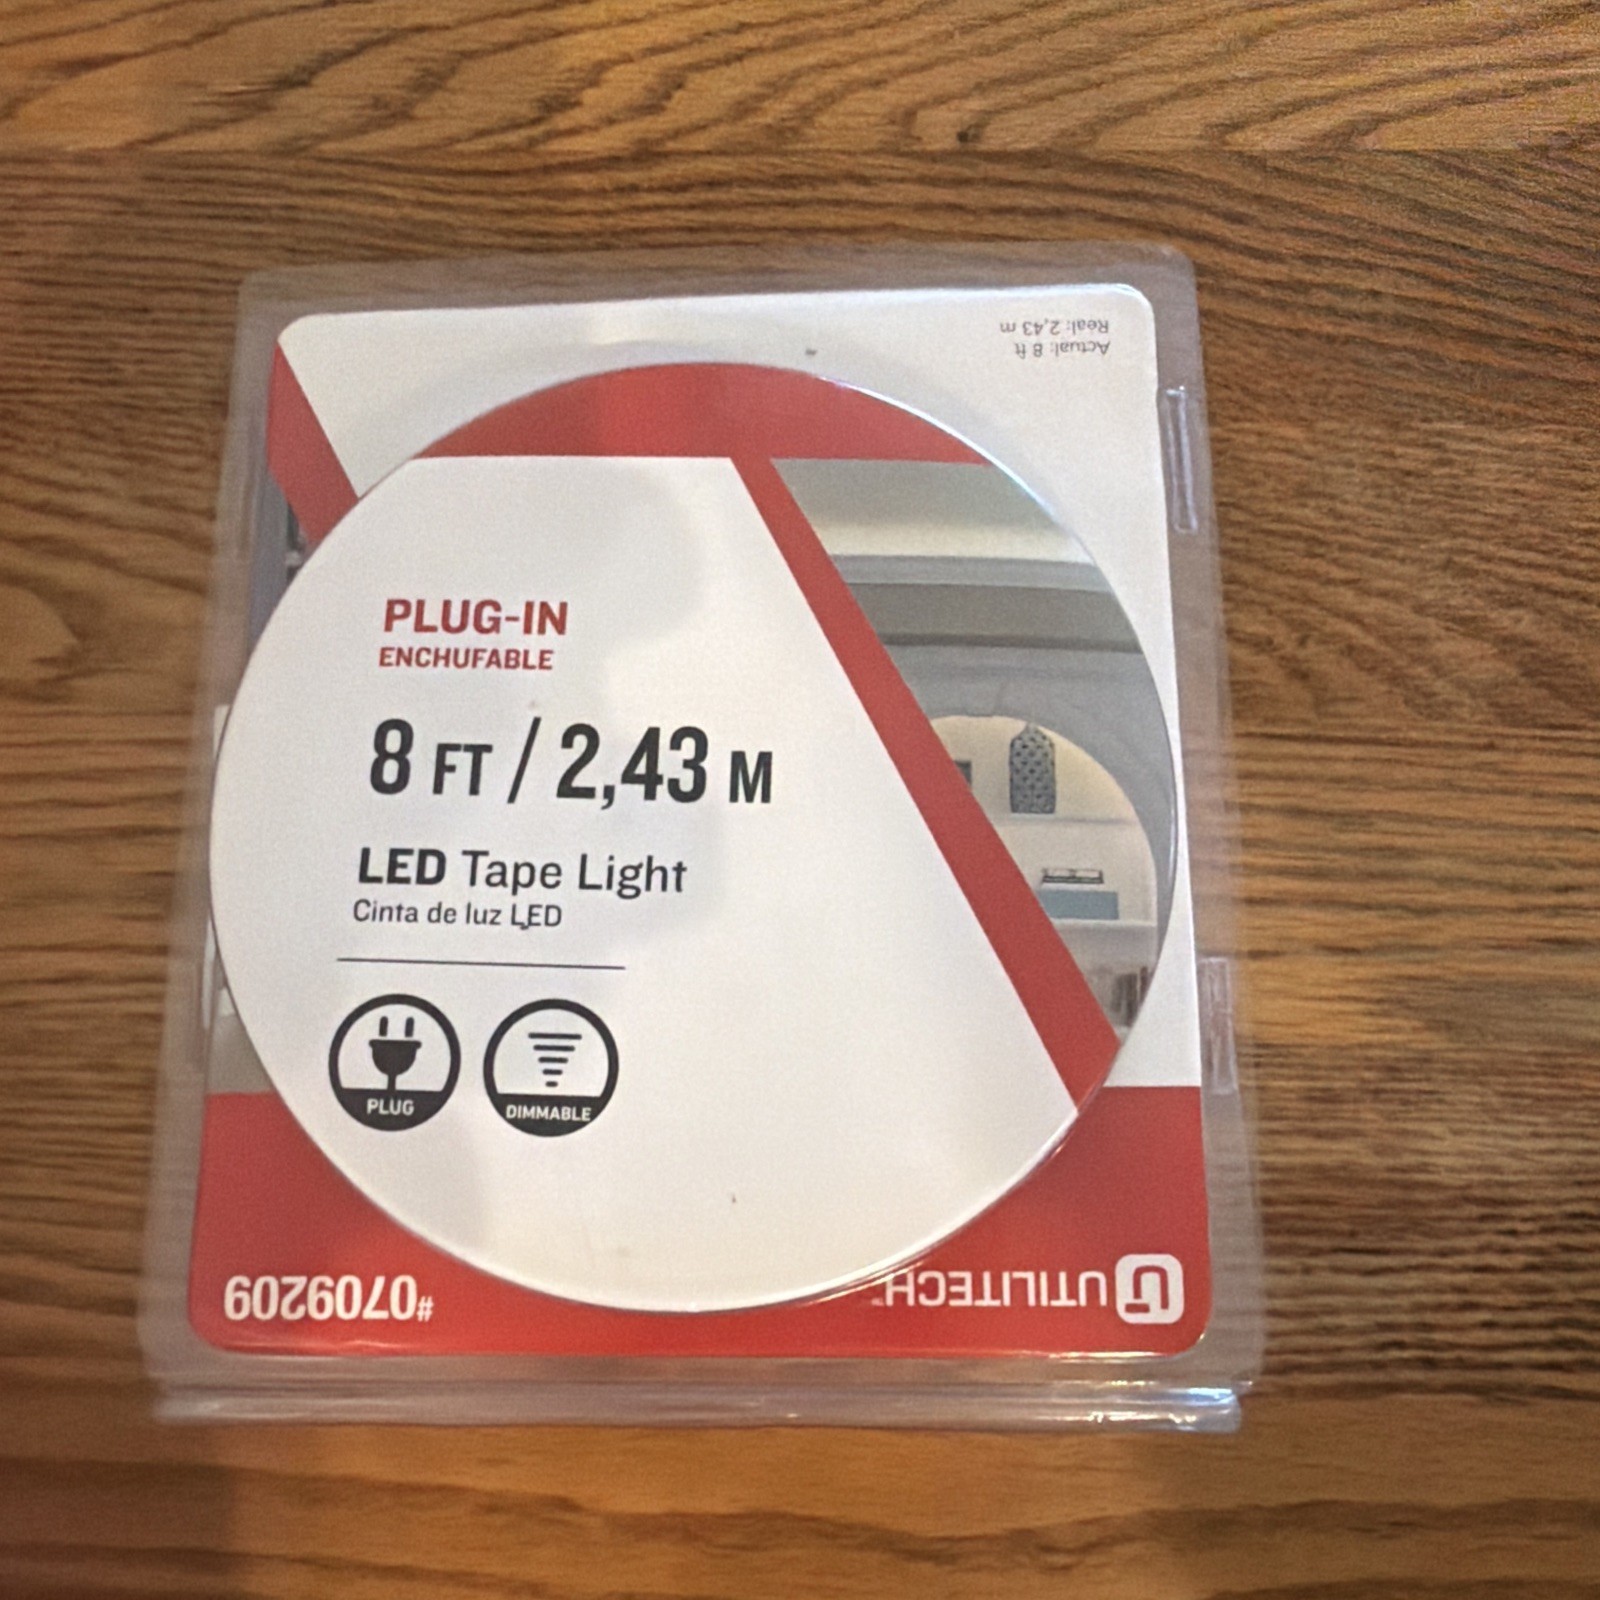 Actual: 8 ft
Real: 2,43 m
PLUG-IN
ENCHUFABLE
8 FT / 2,43 M
LED Tape Light
Cinta de luz LED
PLUG
DIMMABLE
UTILITECH™
#0709209